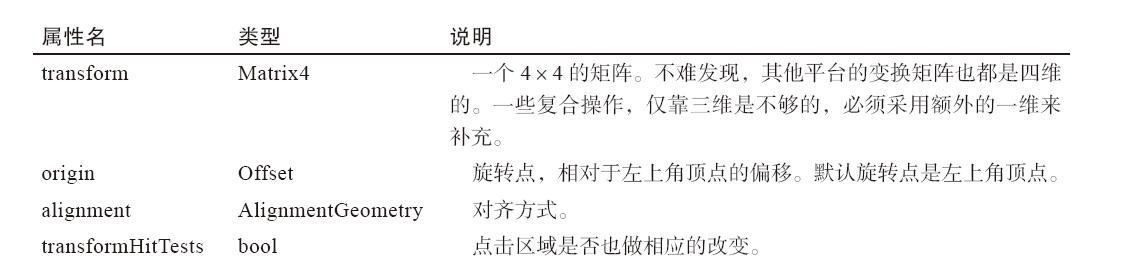 属性名 类型 说明
transform Matrix4 一个 4 × 4 的矩阵。不难发现，其他平台的变换矩阵也都是四维
的。一些复合操作，仅靠三维是不够的，必须采用额外的一维来
补充。
origin Offset 旋转点，相对于左上角顶点的偏移。默认旋转点是左上角顶点。
alignment AlignmentGeometry 对齐方式。
transformHitTests bool 点击区域是否也做相应的改变。